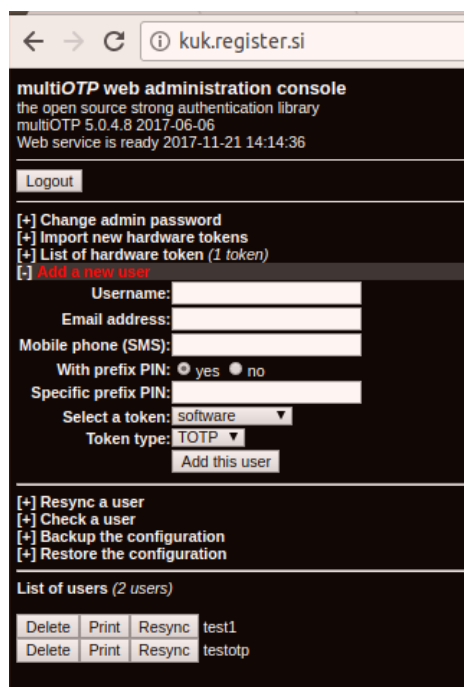 kuk.register.si
multiOTP web administration console
the open source strong authentication library
multiOTP 5.0.4.8 2017-06-06
Web service is ready 2017-11-21 14:14:36
Logout
[+] Change admin password
[+] Import new hardware tokens
[+] List of hardware token (1 token)
[-] Add a new user
Username:
Email address:
Mobile phone (SMS):
With prefix PIN: yes no
Specific prefix PIN:
Select a token: software
Token type: TOTP
Add this user
[+] Resync a user
[+] Check a user
[+] Backup the configuration
[+] Restore the configuration
List of users (2 users)
Delete Print Resync test1
Delete Print Resync testotp